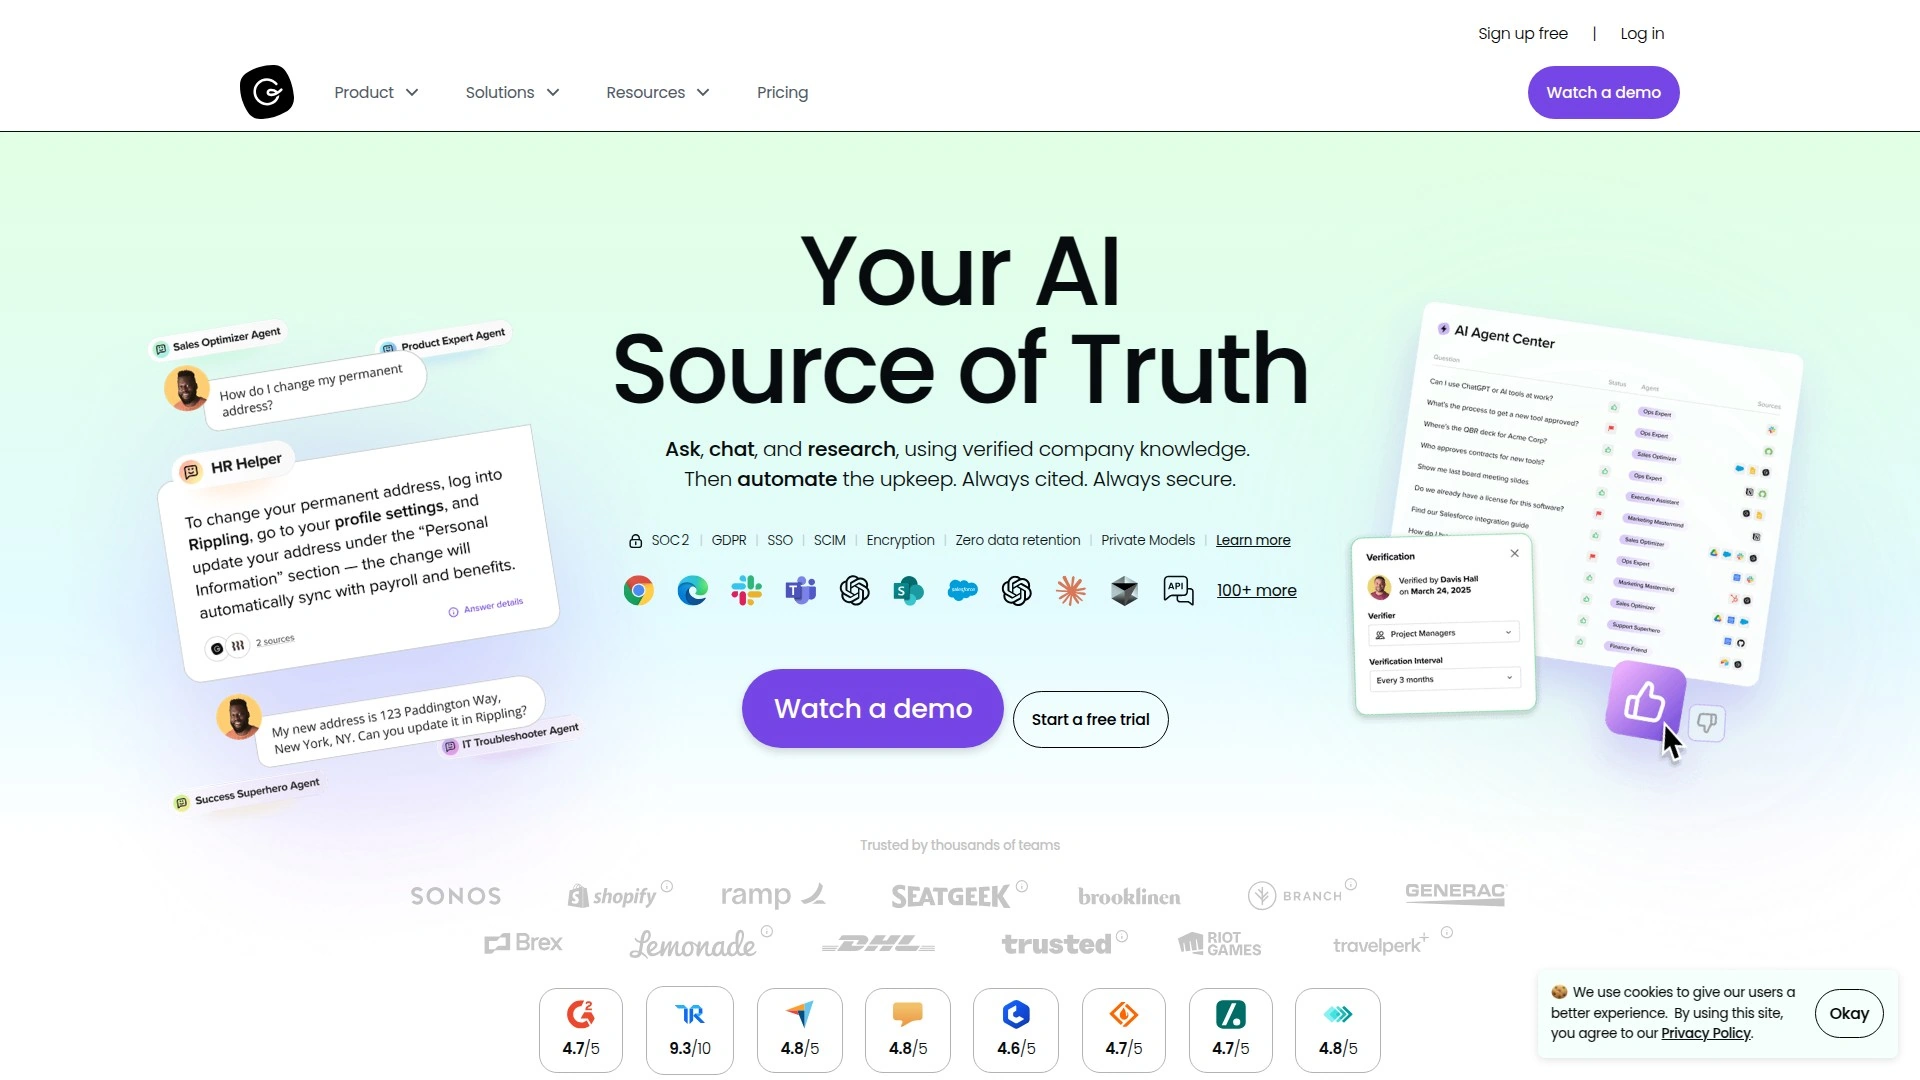 Sign up free | Log in
Product
Solutions
Resources
Pricing
Watch a demo
Your AI
Source of Truth
Ask, chat, and research, using verified company knowledge.
Then automate the upkeep. Always cited. Always secure.
SOC 2 | GDPR | SSO | SCIM | Encryption | Zero data retention | Private Models | Learn more
salesforce
API
100+ more
Watch a demo
Start a free trial
Sales Optimizer Agent
Product Expert Agent
How do I change my permanent
address?
HR Helper
To change your permanent address, log into
Rippling, go to your profile settings, and
update your address under the “Personal
Information” section — the change will
automatically sync with payroll and benefits.
Answer details
2 sources
My new address is 123 Paddington Way,
New York, NY. Can you update it in Rippling?
IT Troubleshooter Agent
Success Superhero Agent
AI Agent Center
Question
Status
Agent
Sources
Can I use ChatGPT or AI tools at work?
Ops Expert
What's the process to get a new tool approved?
Ops Expert
Where's the QBR deck for Acme Corp?
Sales Optimizer
Who approves contracts for new tools?
Ops Expert
Show me last board meeting slides
Executive Assistant
Do we already have a license for this software?
Marketing Mastermind
Find our Salesforce integration guide
Sales Optimizer
How do I
Ops Expert
Marketing Mastermind
Sales Optimizer
Support Superhero
Finance Friend
Verification
Verified by Davis Hall
on March 24, 2025
Verifier
Project Managers
Verification Interval
Every 3 months
Trusted by thousands of teams
SONOS
shopify
ramp
SEATGEEK
brooklinen
BRANCH
GENERAC
Brex
Lemonade
DHL
trusted
RIOT
GAMES
travelperk
4.7/5
9.3/10
4.8/5
4.8/5
4.6/5
4.7/5
4.7/5
4.8/5
We use cookies to give our users a
better experience. By using this site,
you agree to our Privacy Policy.
Okay